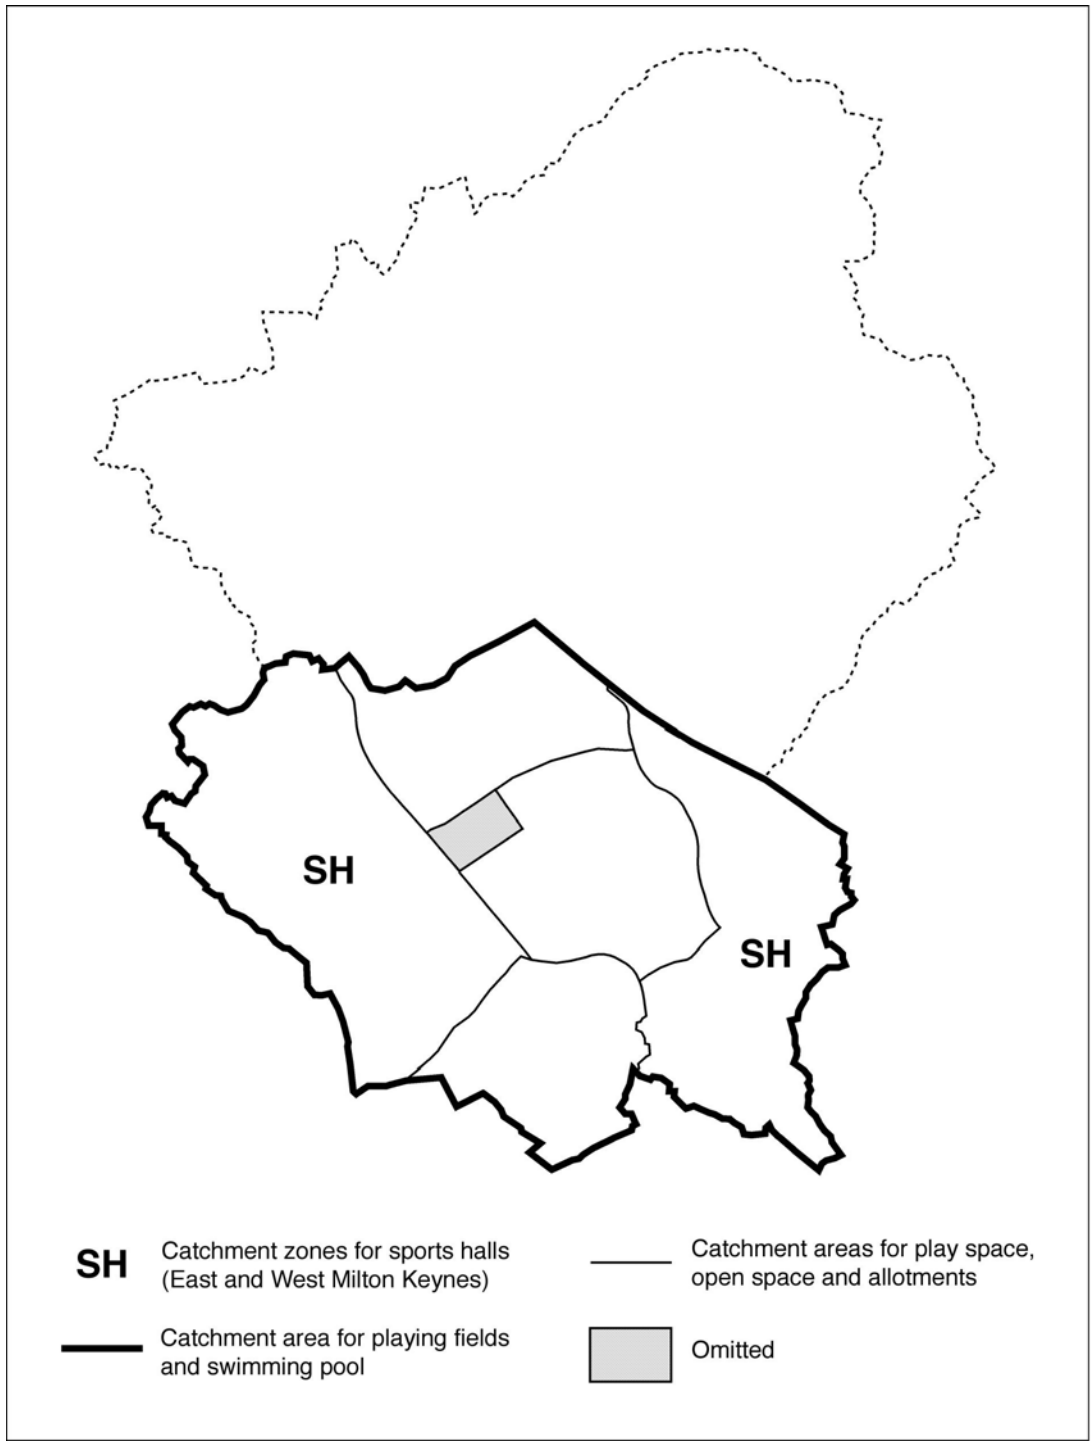 SH
SH
SH
Catchment zones for sports halls
(East and West Milton Keynes)
Catchment area for playing fields
and swimming pool
Catchment areas for play space,
open space and allotments
Omitted